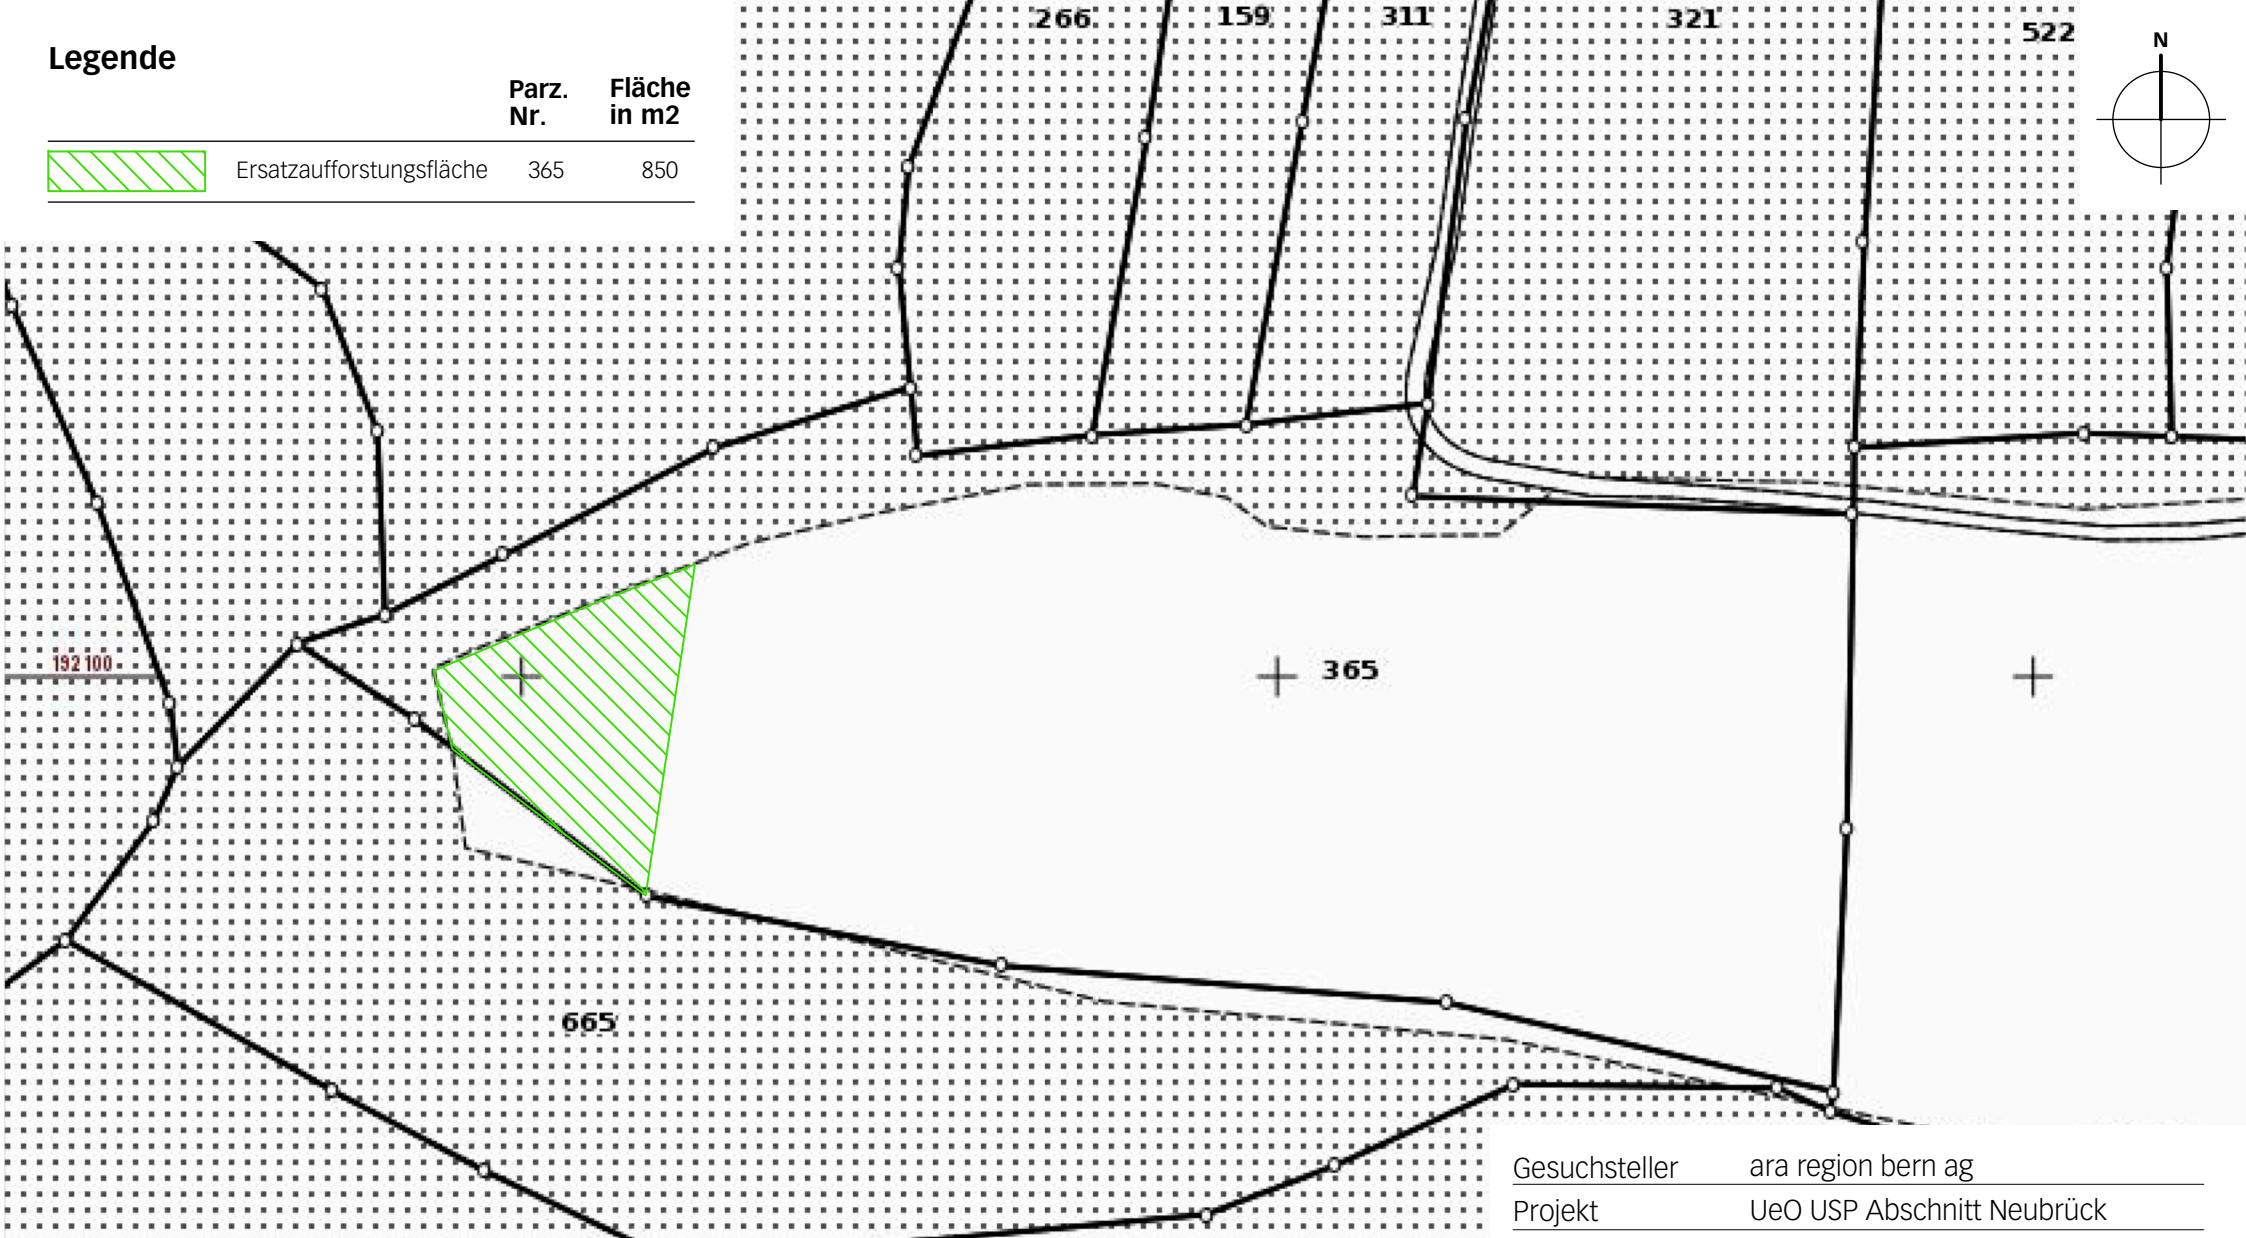 266 159 311 321 522
N
Legende
Parz. Nr.
Fläche in m2
Ersatzaufforstungsfläche 365 850
192 100
365
665
Gesuchsteller ara region bern ag
Projekt UeO USP Abschnitt Neubrück